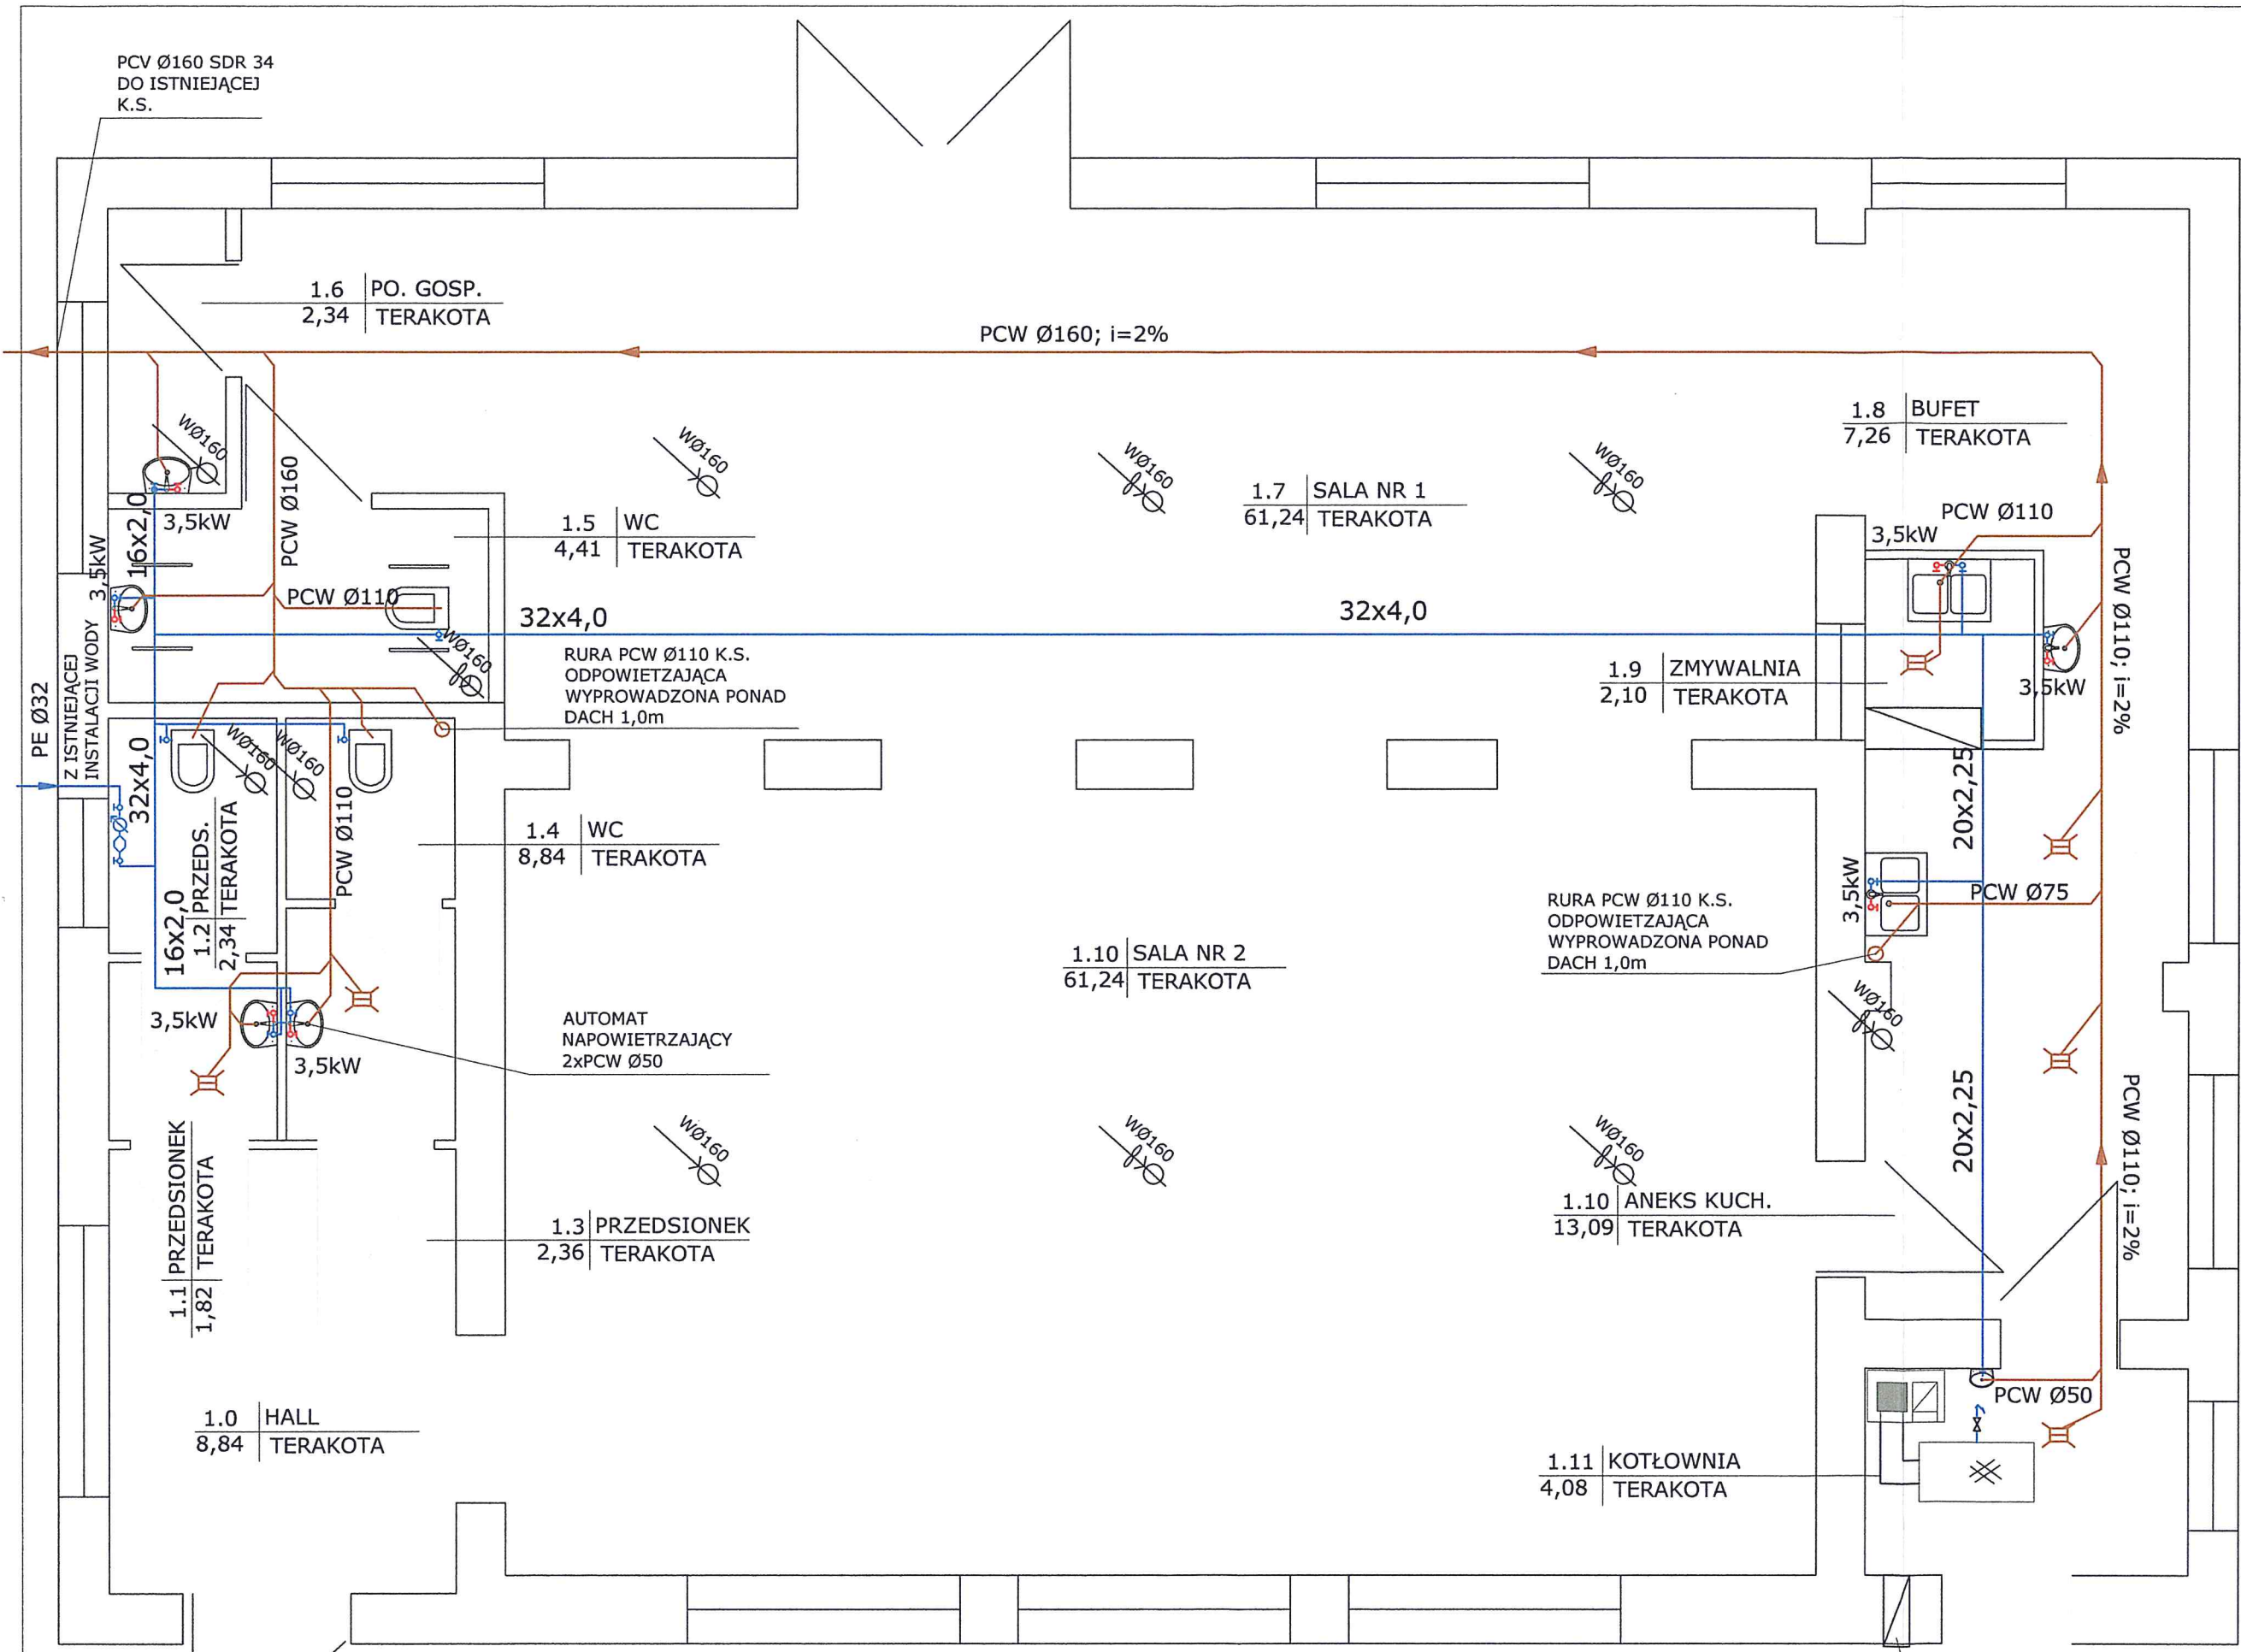 PCV Ø160 SDR 34
DO ISTNIEJĄCEJ
K.S.
1.6 PO. GOSP.
2,34 TERAKOTA
PCW Ø160; i=2%
1.8 BUFET
7,26 TERAKOTA
WØ160
WØ160
WØ160
WØ160
PCW Ø160
1.7 SALA NR 1
61,24 TERAKOTA
1.5 WC
4,41 TERAKOTA
3,5kW
16x2,0
3,5kW
PCW Ø110
3,5kW
PCW Ø110; i=2%
PCW Ø110
32x4,0
32x4,0
WØ160
RURA PCW Ø110 K.S.
ODPOWIETZAJĄCA
WYPROWADZONA PONAD
DACH 1,0m
1.9 ZMYWALNIA
2,10 TERAKOTA
3,5kW
PE Ø32
Z ISTNIEJĄCEJ
INSTALACJI WODY
32x4,0
WØ160
WØ160
PCW Ø110
1.2 PRZEDS.
2,34 TERAKOTA
16x2,0
1.4 WC
8,84 TERAKOTA
20x2,25
3,5kW
PCW Ø75
RURA PCW Ø110 K.S.
ODPOWIETZAJĄCA
WYPROWADZONA PONAD
DACH 1,0m
1.10 SALA NR 2
61,24 TERAKOTA
WØ160
3,5kW
3,5kW
AUTOMAT
NAPOWIETRZAJĄCY
2xPCW Ø50
WØ160
WØ160
WØ160
20x2,25
PCW Ø110; i=2%
1.1 PRZEDSIONEK
1,82 TERAKOTA
1.3 PRZEDSIONEK
2,36 TERAKOTA
1.10 ANEKS KUCH.
13,09 TERAKOTA
PCW Ø50
1.0 HALL
8,84 TERAKOTA
1.11 KOTŁOWNIA
4,08 TERAKOTA